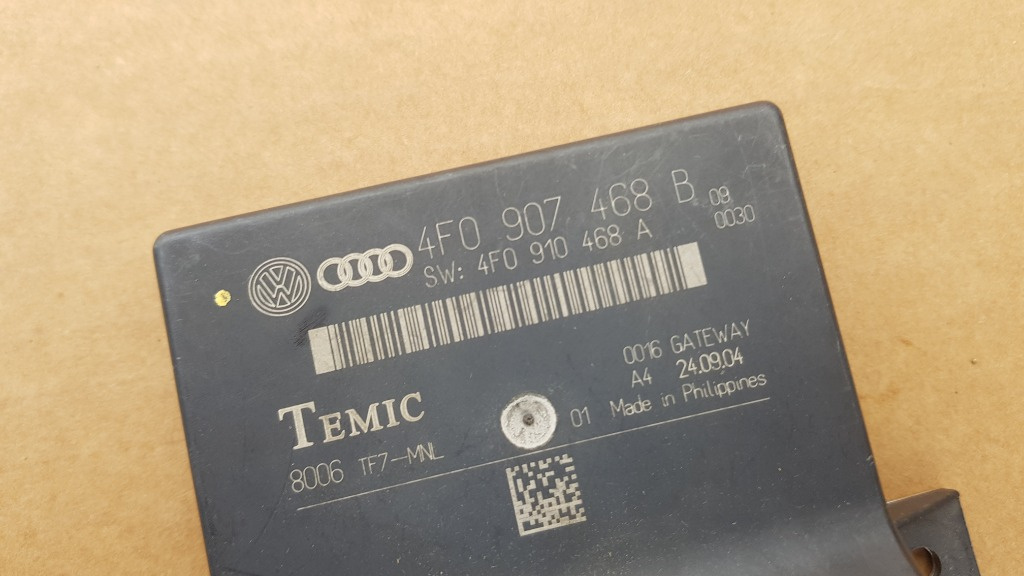 4F0 907 468 B 09
SW: 4F0 910 468 A 0030
0016 GATEWAY
A4 24.09.04
TEMIC
01 Made in Philippines
8006 TF7-MNL